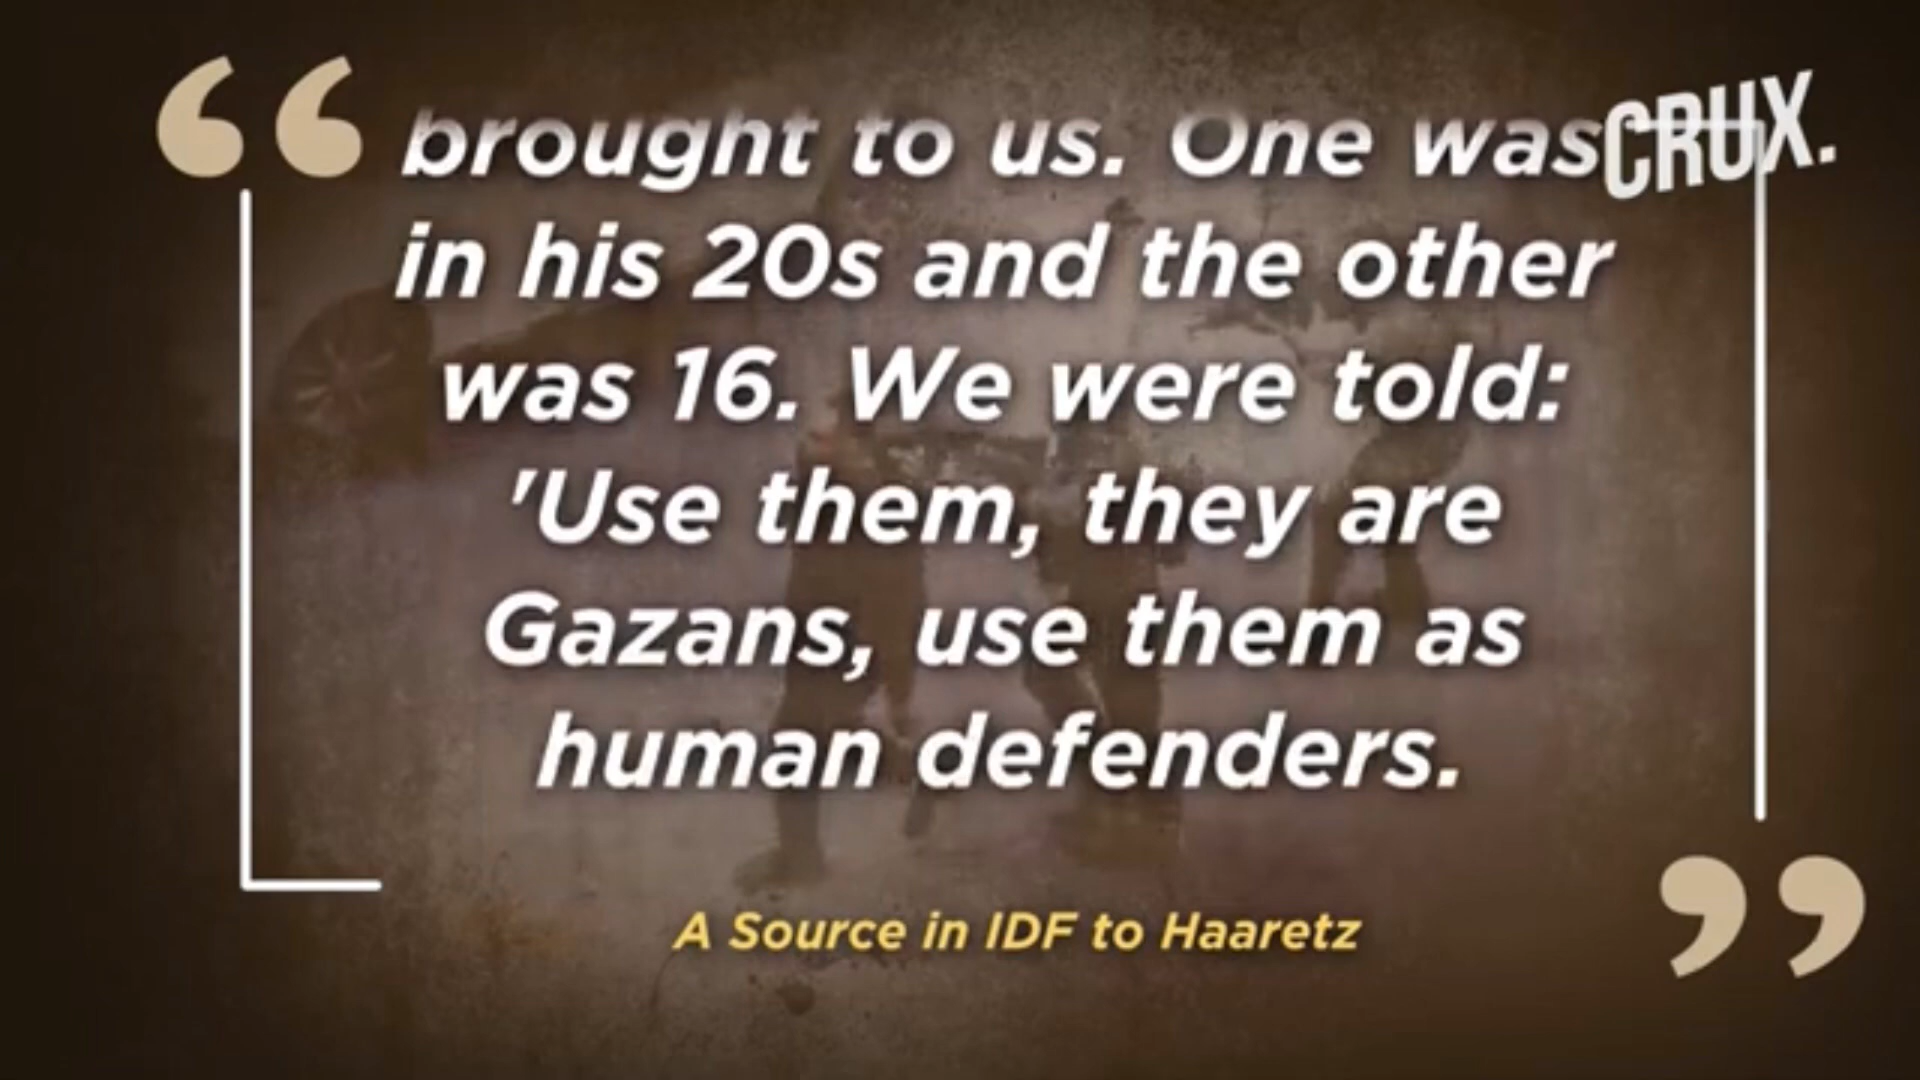 brought to us. One was
CRUX.
in his 20s and the other
was 16. We were told:
'Use them, they are
Gazans, use them as
human defenders.
A Source in IDF to Haaretz